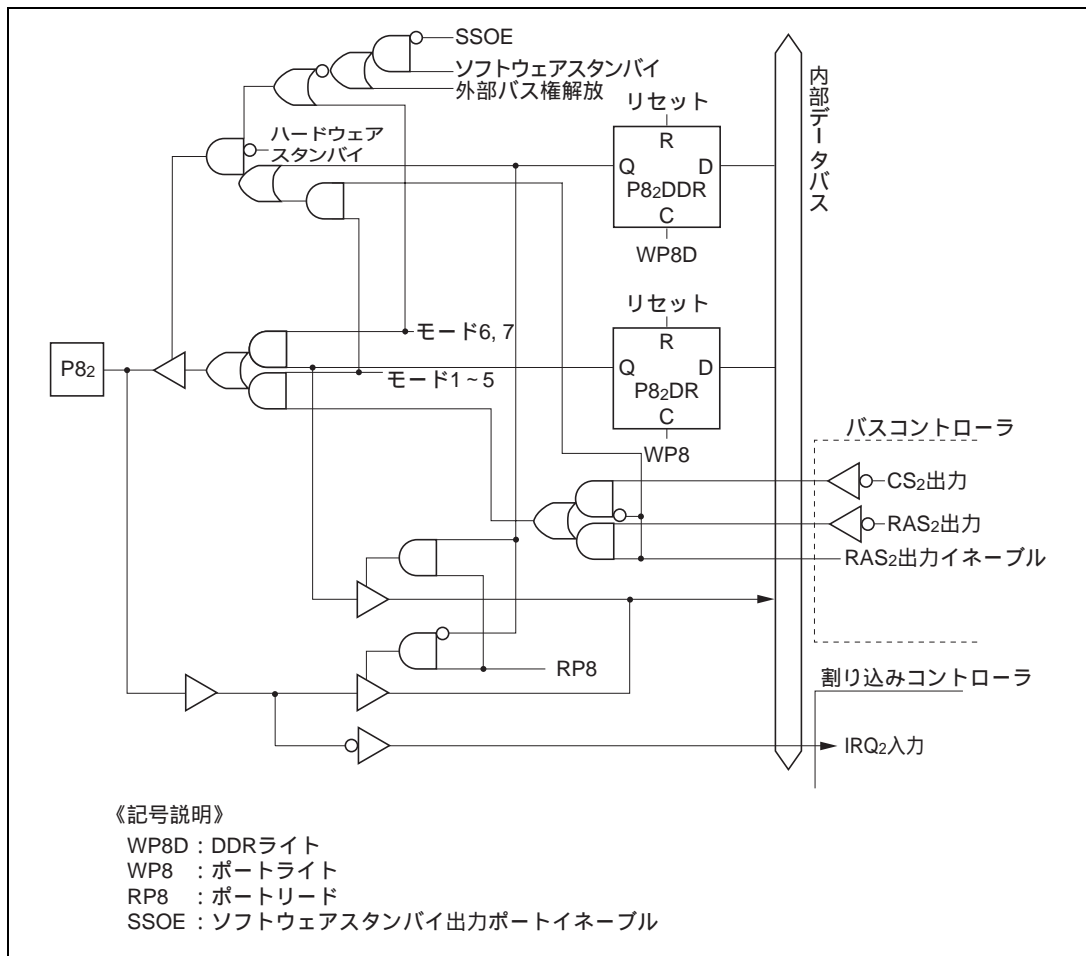 SSOE
ソフトウェアスタンバイ
外部バス権解放
ハードウェア
スタンバイ
リセット
R
Q D
P82DDR
C
WP8D
内部データバス
リセット
R
Q D
P82DR
C
WP8
モード6, 7
モード1 ~ 5
P82
バスコントローラ
CS2出力
RAS2出力
RAS2出力イネーブル
RP8
割り込みコントローラ
IRQ2入力
《記号説明》
WP8D : DDRライト
WP8 : ポートライト
RP8 : ポートリード
SSOE : ソフトウェアスタンバイ出力ポートイネーブル